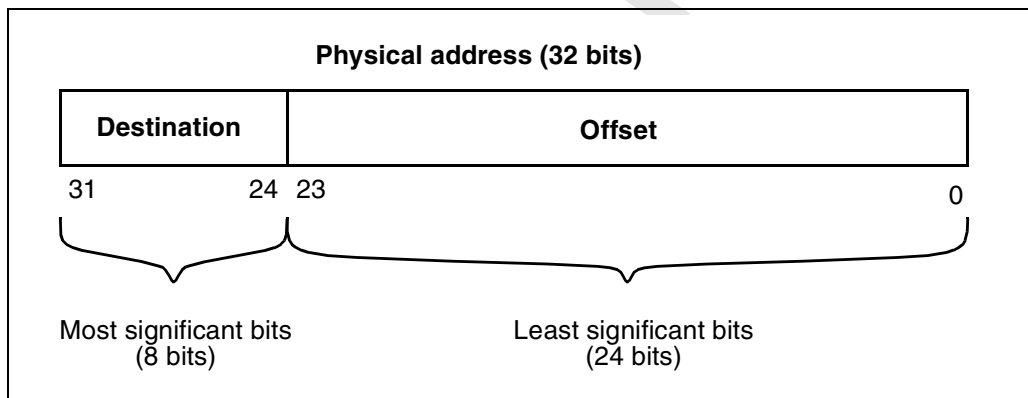 Physical address (32 bits)
Destination Offset
31 24 23 0
Most significant bits Least significant bits
(8 bits) (24 bits)